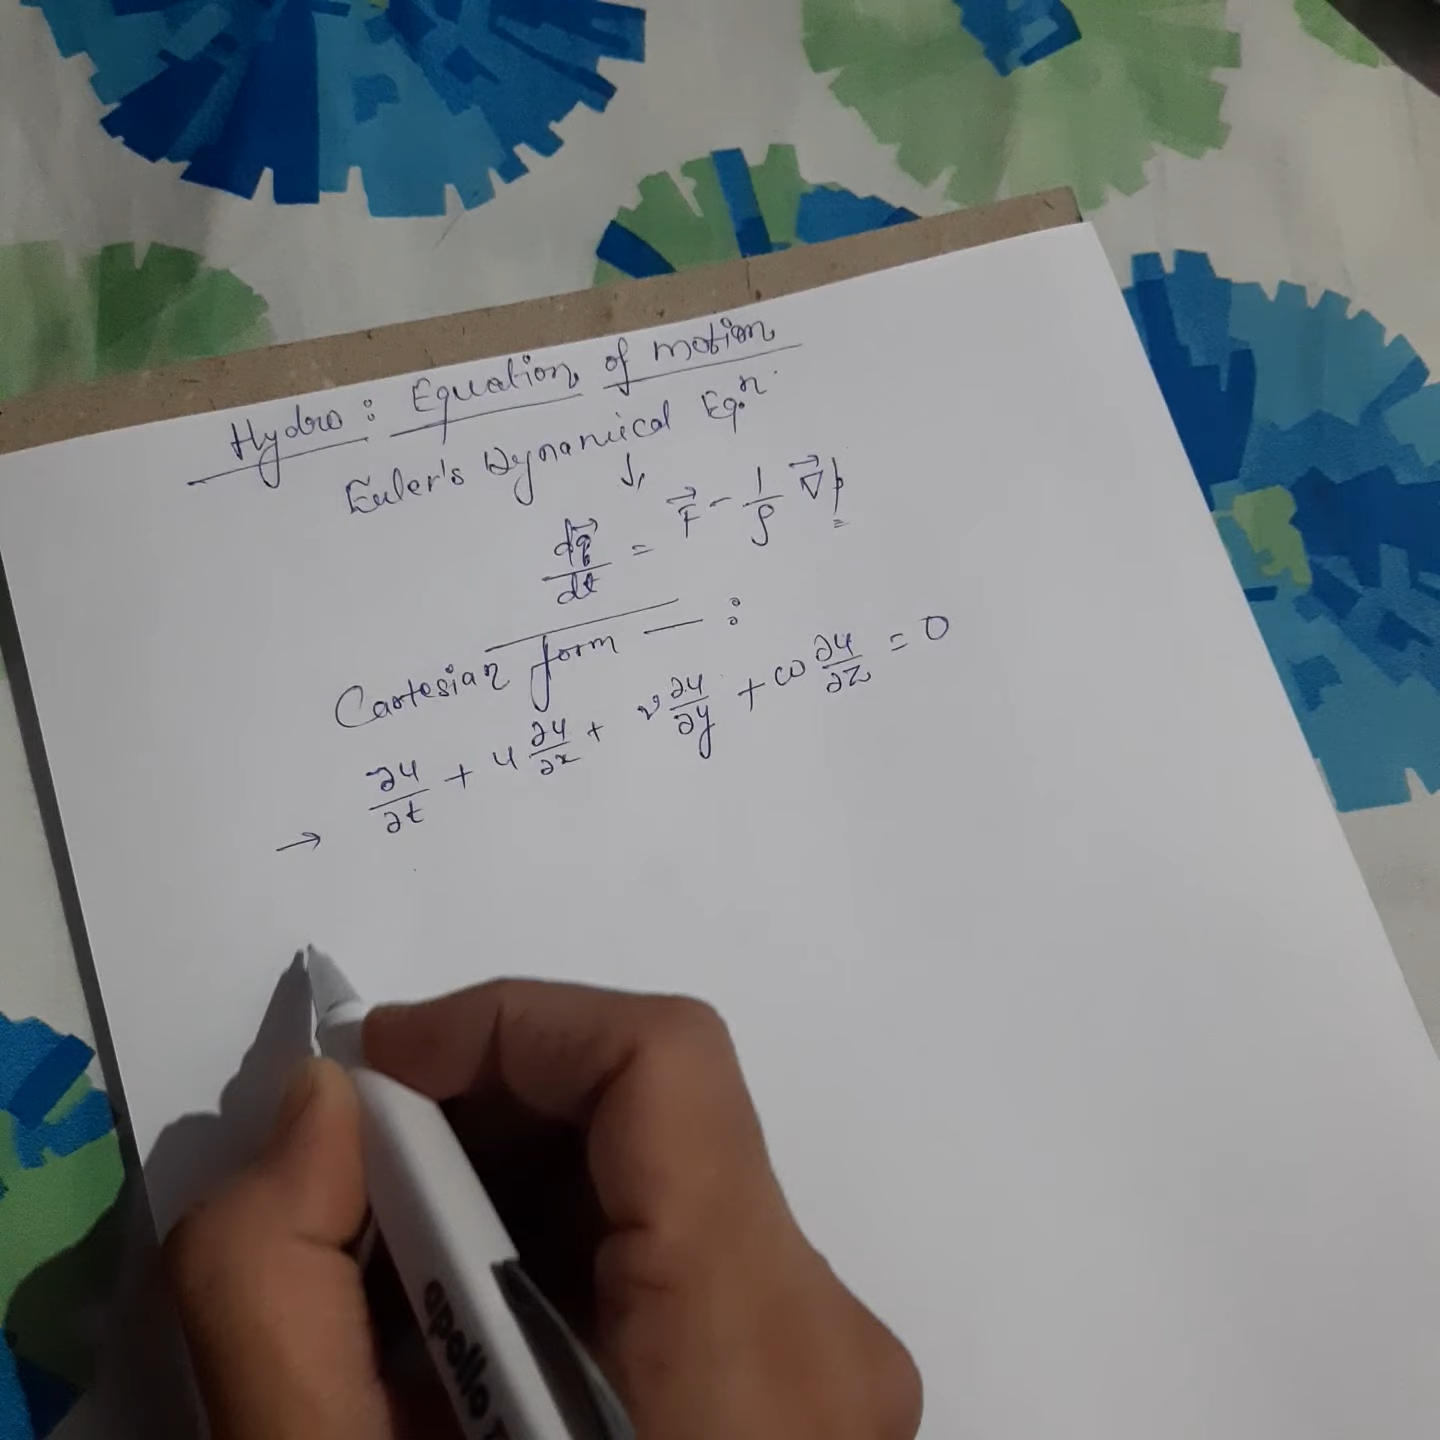 Hydro : Equation of motion
Euler's Dynamical Eqⁿ.
↓
dq⃗/dt = F⃗ - 1/ρ ∇⃗p
Cartesian form — :
→ ∂u/∂t + u ∂u/∂x + v ∂u/∂y + w ∂u/∂z = 0
apollo